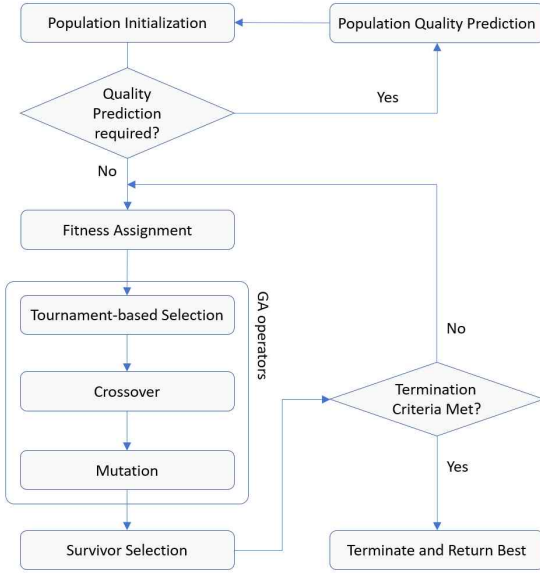 Population Initialization
Population Quality Prediction
Quality
Prediction
required?
Yes
No
Fitness Assignment
GA operators
Tournament-based Selection
Crossover
Mutation
Survivor Selection
No
Termination
Criteria Met?
Yes
Terminate and Return Best